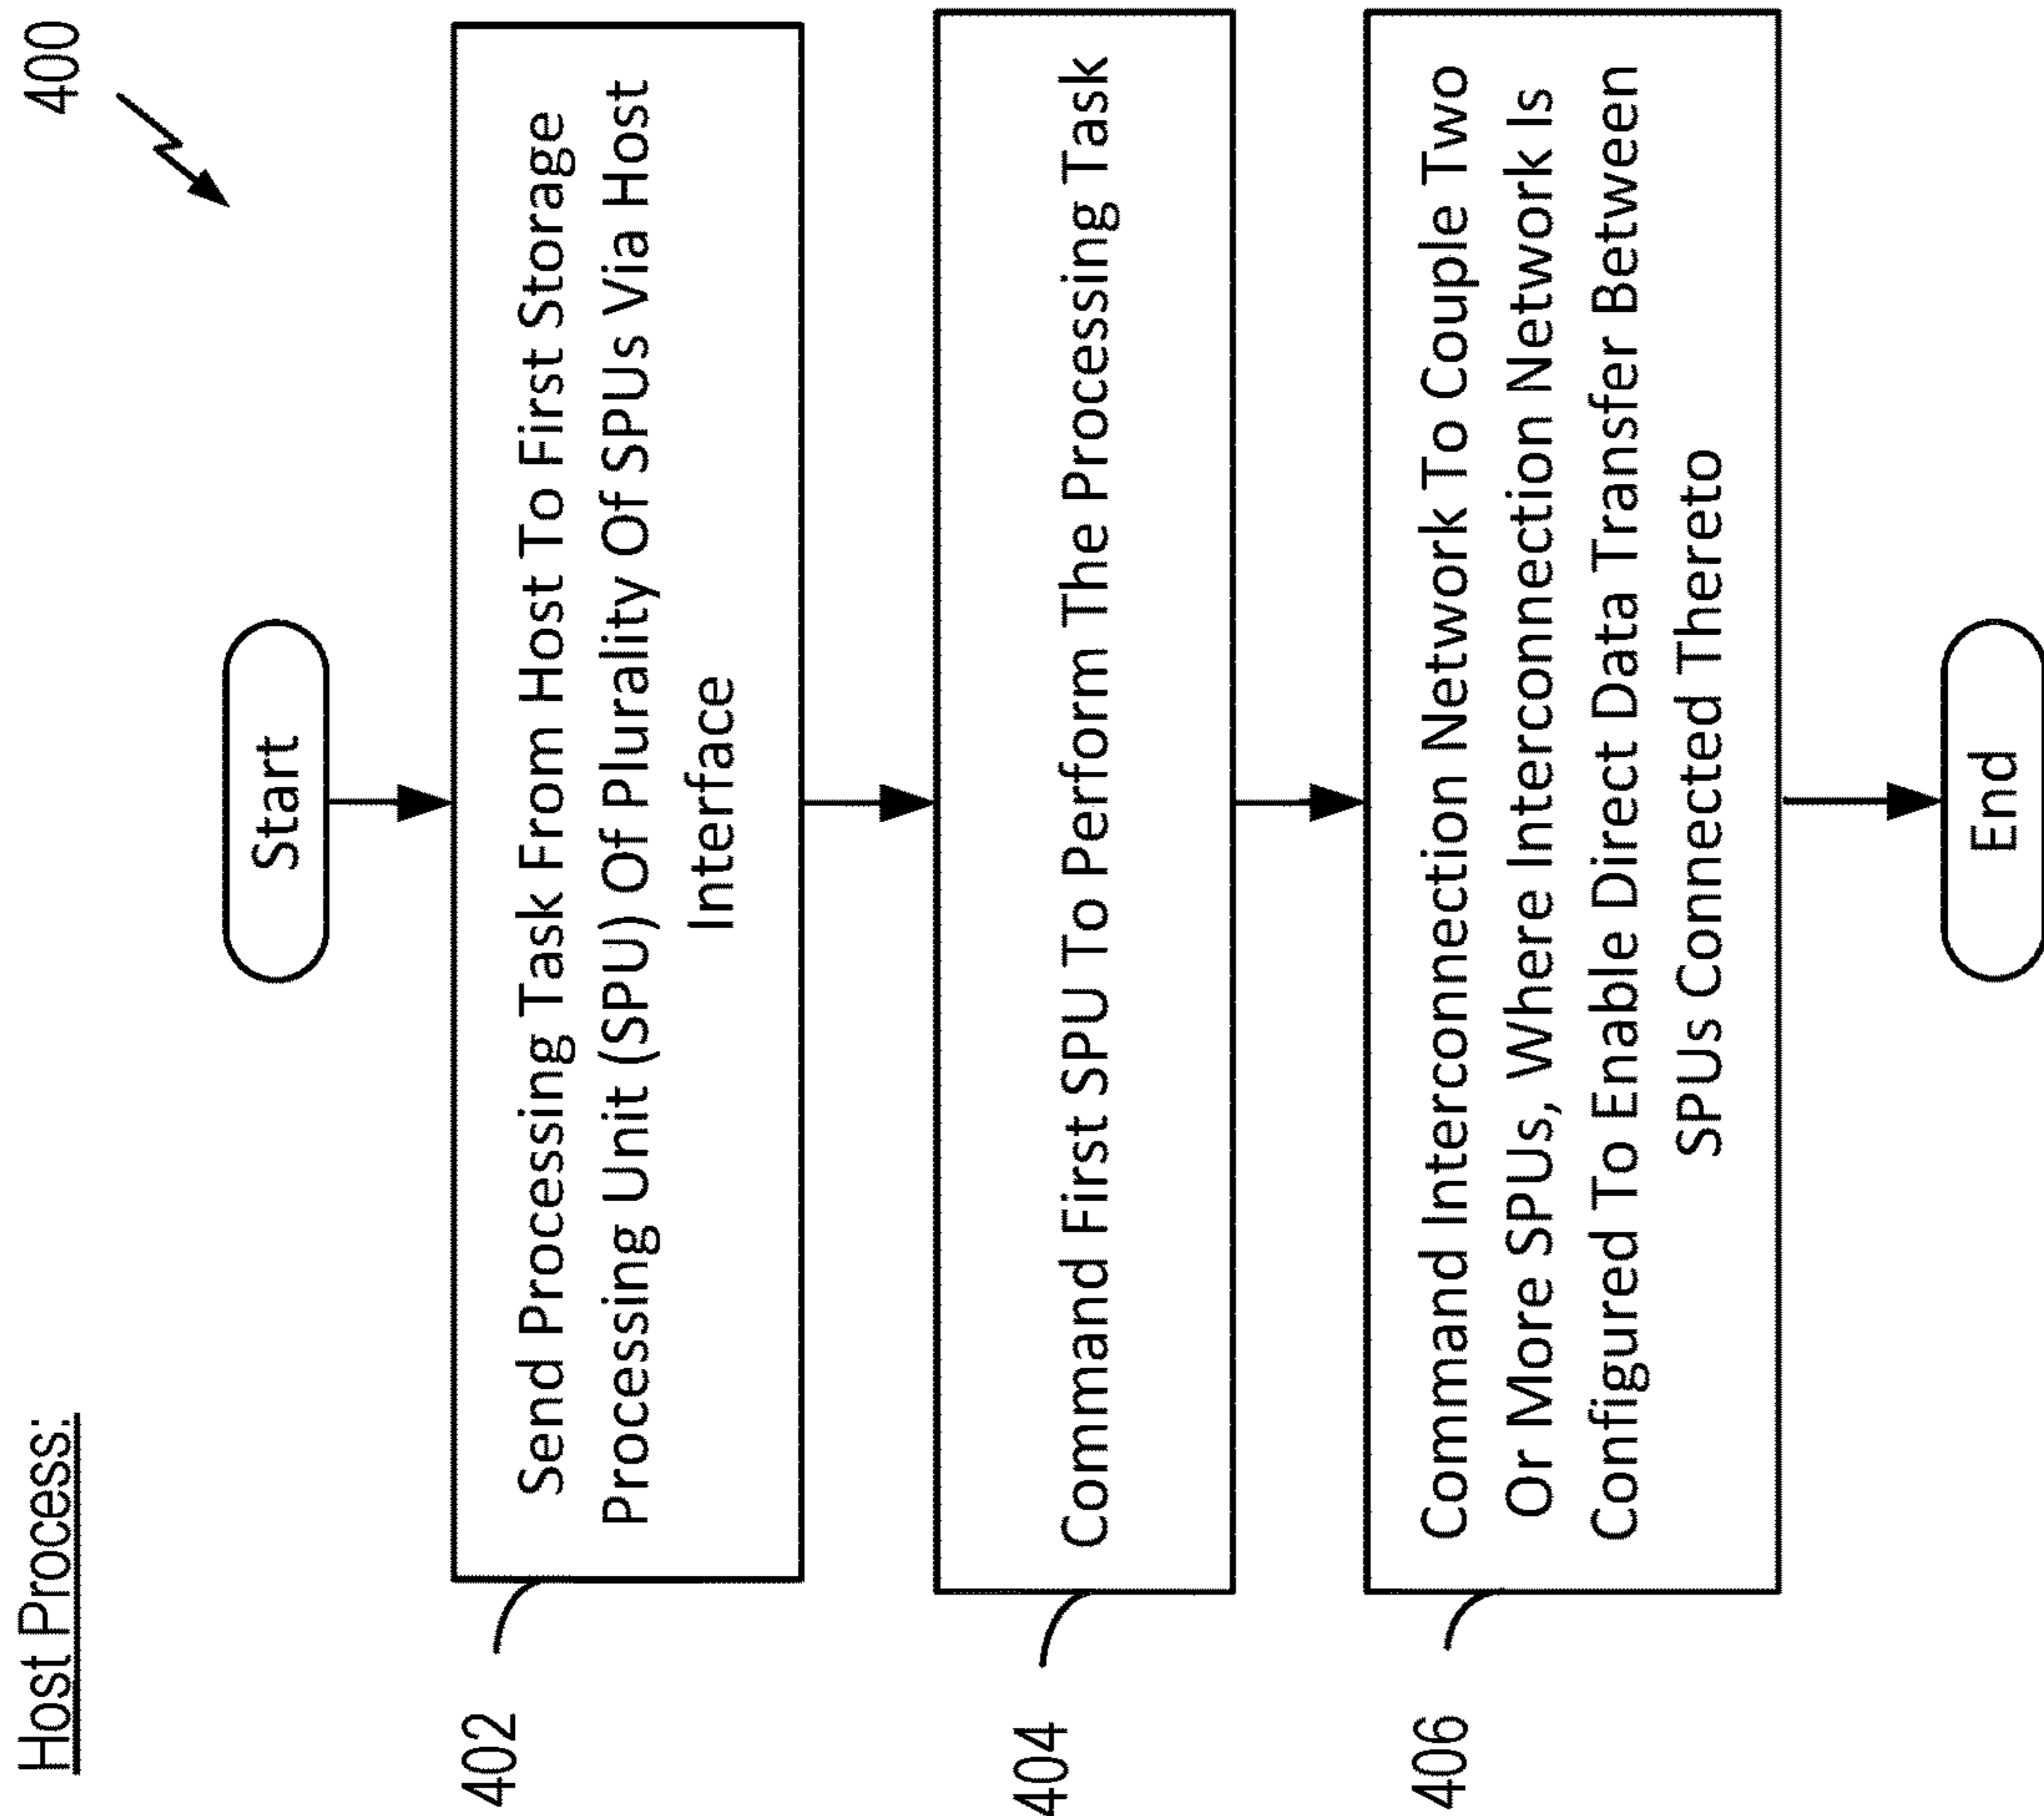 Host Process:
400
Start
402
Send Processing Task From Host To First Storage
Processing Unit (SPU) Of Plurality Of SPUs Via Host
Interface
404
Command First SPU To Perform The Processing Task
406
Command Interconnection Network To Couple Two
Or More SPUs, Where Interconnection Network Is
Configured To Enable Direct Data Transfer Between
SPUs Connected Thereto
End